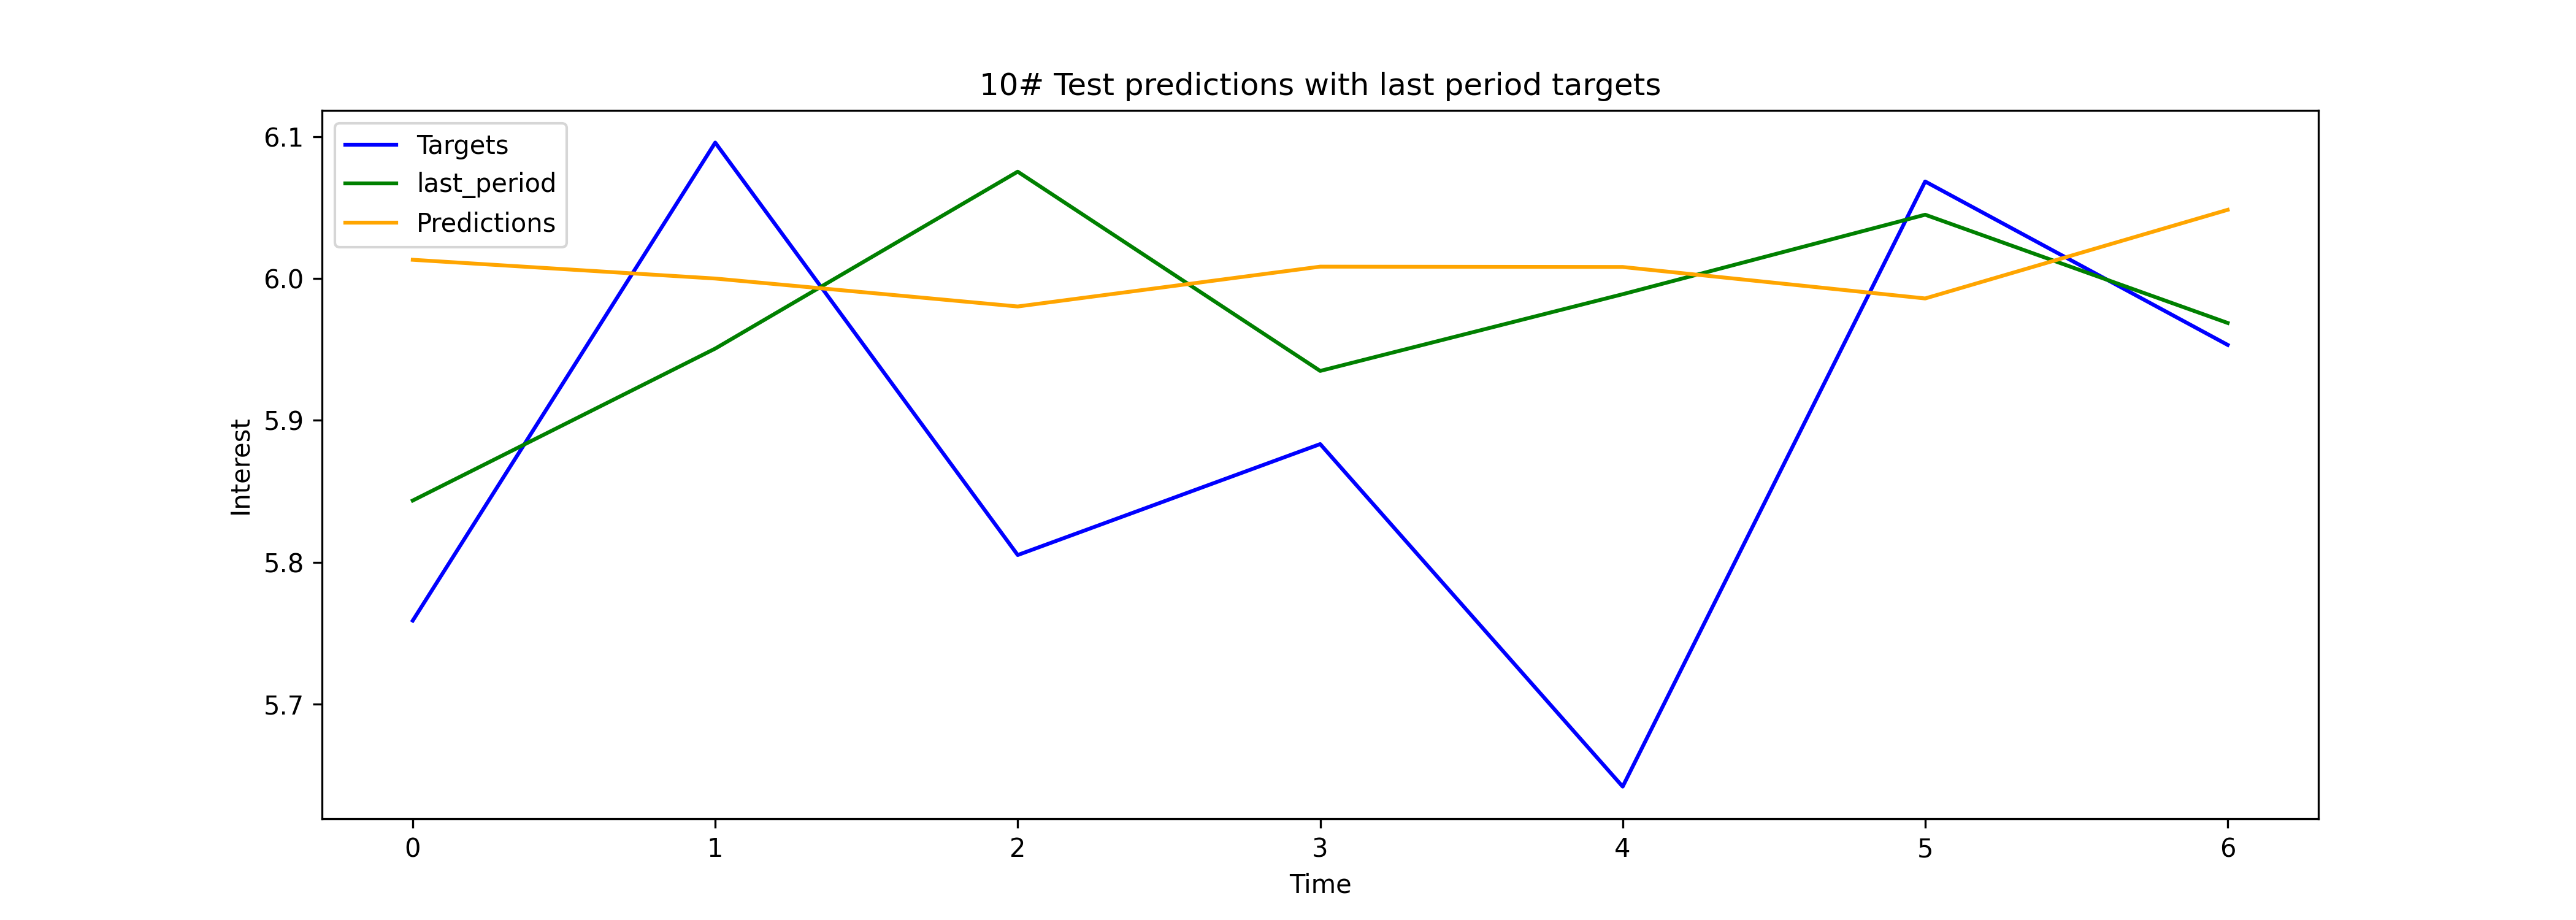 10# Test predictions with last period targets
Targets
last_period
Predictions
6.1
6.0
5.9
5.8
5.7
Interest
0 1 2 3 4 5 6
Time